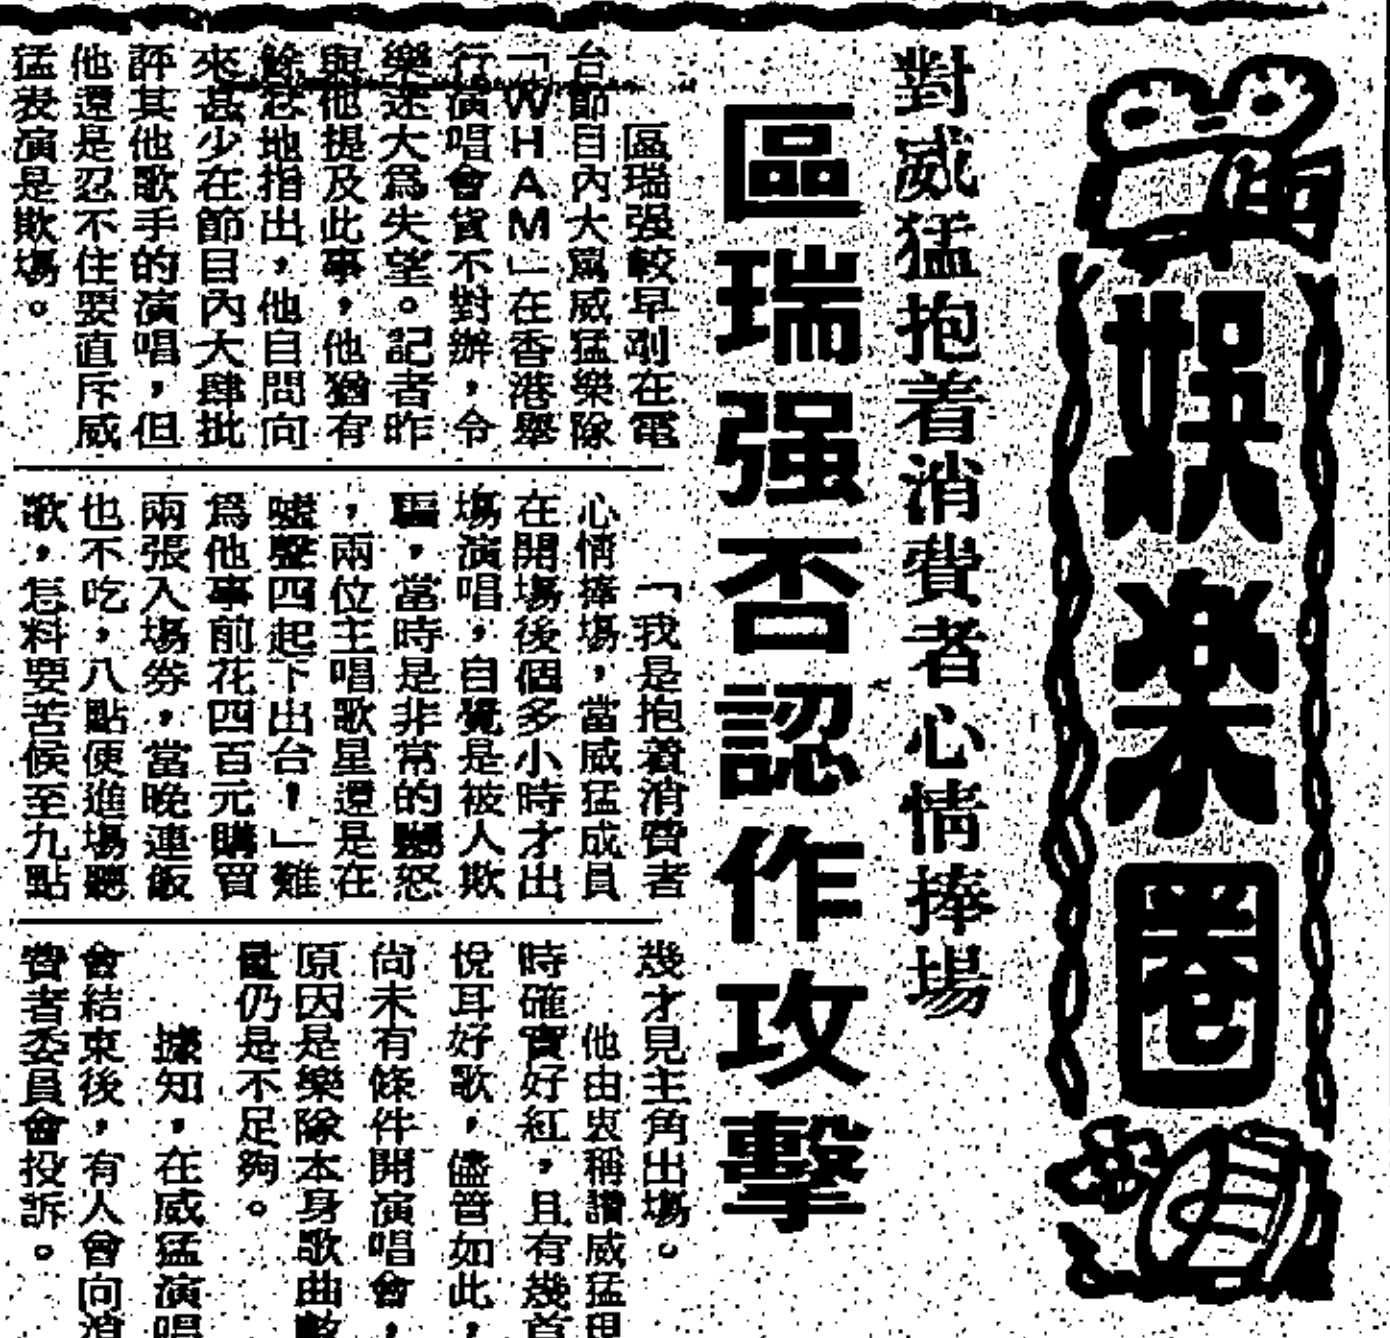 娯楽圈
對威猛抱着消費者心情捧場
區瑞强否認作攻擊
區瑞强較早前在電
台節目內大罵威猛樂隊
「WHAM」在香港舉
行演唱會貨不對辦，令
樂迷大爲失望。記者昨
與他提及此事，他猶有
餘忿地指出，他自問向
來甚少在節目內大肆批
評其他歌手的演唱，但
他還是忍不住要直斥威
猛表演是欺塲。
「我是抱着消費者
心情捧塲，當威猛成員
在開塲後個多小時才出
塲演唱，自覺是被人欺
騙，當時是非常的嬲怒
，兩位主唱歌星還是在
噓聲四起下出台！」難
爲他事前花四百元購買
兩張入塲券，當晚連飯
也不吃，八點便進塲聽
歌，怎料要苦候至九點
幾才見主角出塲。
他由衷稱讚威猛現
時確實好紅，且有幾首
悅耳好歌，儘管如此，
尚未有條件開演唱會，
原因是樂隊本身歌曲數
量仍是不足夠。
據知，在威猛演唱
會結束後，有人曾向消
費者委員會投訴。